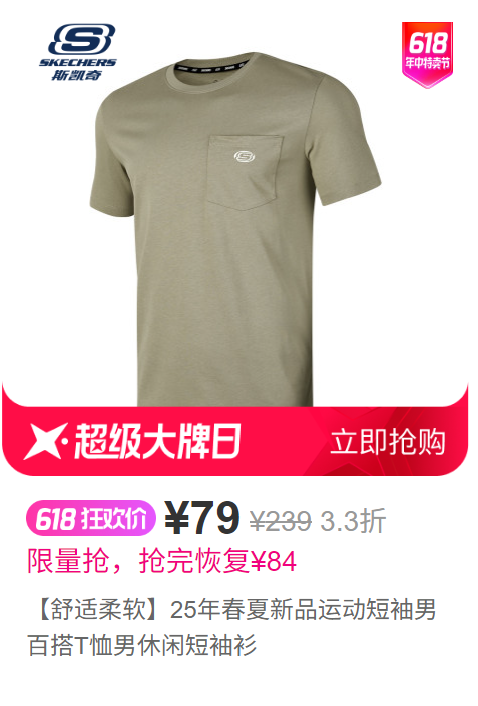 SKECHERS
斯凯奇
618
年中特卖节
超级大牌日
立即抢购
618 狂欢价 ¥79 ¥239 3.3折
限量抢，抢完恢复¥84
【舒适柔软】25年春夏新品运动短袖男
百搭T恤男休闲短袖衫